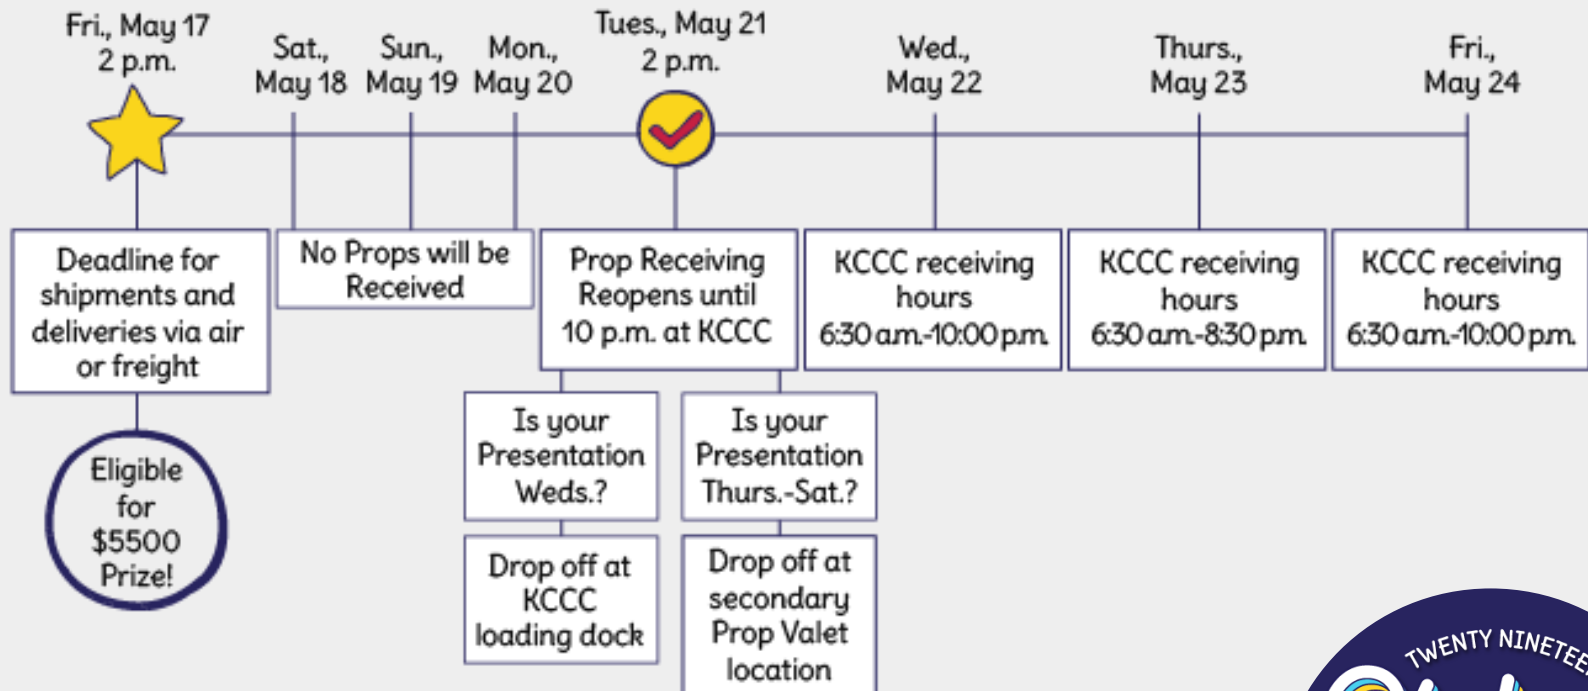 Fri., May 17
2 p.m.
Sat.,
May 18
Sun.,
May 19
Mon.,
May 20
Tues., May 21
2 p.m.
Wed.,
May 22
Thurs.,
May 23
Fri.,
May 24
Deadline for
shipments and
deliveries via air
or freight
No Props will be
Received
Prop Receiving
Reopens until
10 p.m. at KCCC
KCCC receiving
hours
6:30 a.m.-10:00 p.m.
KCCC receiving
hours
6:30 a.m.-8:30 p.m.
KCCC receiving
hours
6:30 a.m.-10:00 p.m.
Eligible
for
$5500
Prize!
Is your
Presentation
Weds.?
Is your
Presentation
Thurs.-Sat.?
Drop off at
KCCC
loading dock
Drop off at
secondary
Prop Valet
location
TWENTY